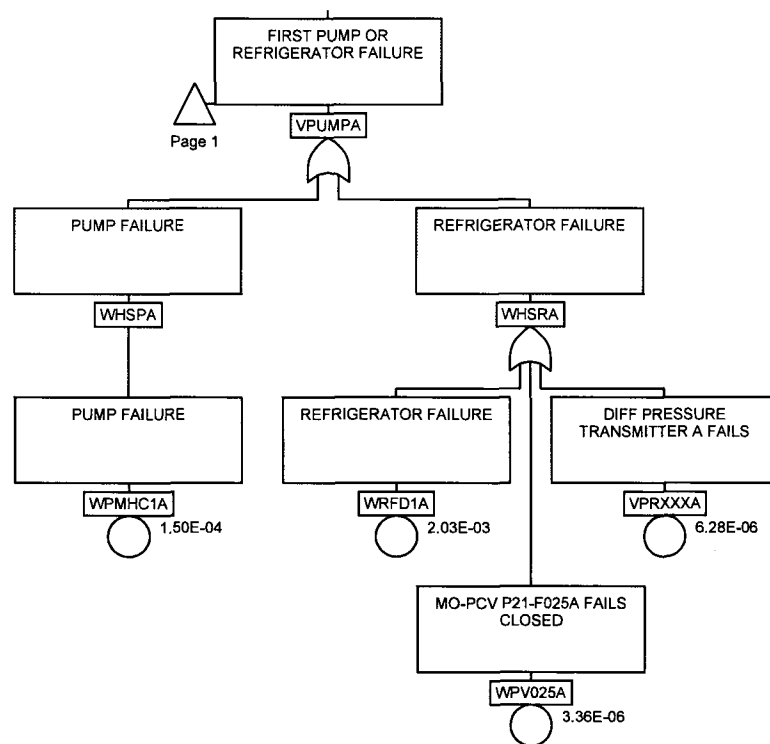 FIRST PUMP OR
REFRIGERATOR FAILURE
Page 1
VPUMPA
PUMP FAILURE
REFRIGERATOR FAILURE
WHSPA
WHSRA
PUMP FAILURE
REFRIGERATOR FAILURE
DIFF PRESSURE
TRANSMITTER A FAILS
WPMHC1A
WRFD1A
VPRXXXA
1.50E-04
2.03E-03
6.28E-06
MO-PCV P21-F025A FAILS
CLOSED
WPV025A
3.36E-06